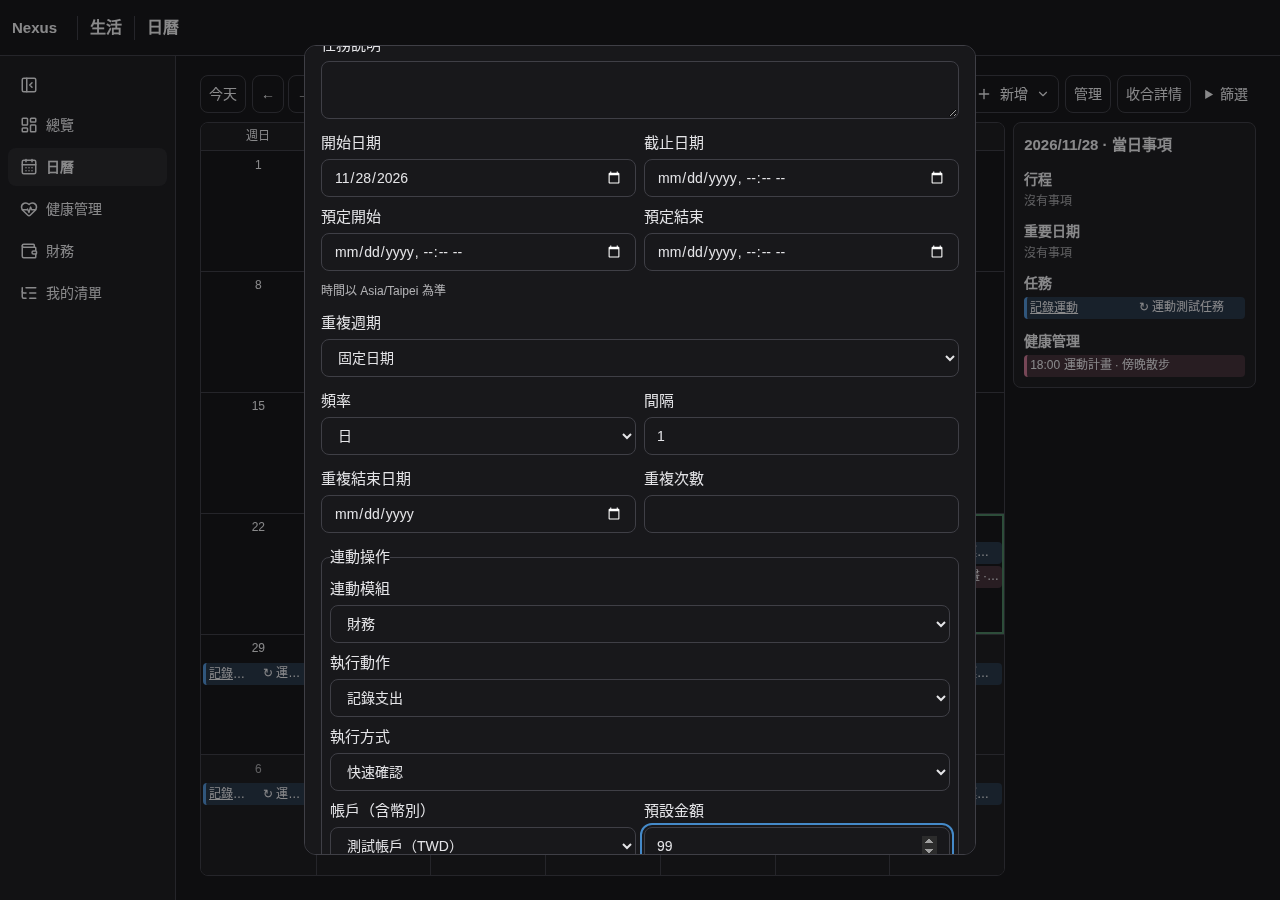 Nexus
生活
日曆
總覽
日曆
健康管理
財務
我的清單
今天
←
新增
管理
收合詳情
▶ 篩選
週日
1
8
15
22
29
記錄…
↻ 運…
6
記錄…
↻ 運…
任務說明
開始日期
截止日期
11/28/2026
mm/dd/yyyy, --:-- --
預定開始
預定結束
mm/dd/yyyy, --:-- --
mm/dd/yyyy, --:-- --
時間以 Asia/Taipei 為準
重複週期
固定日期
頻率
間隔
日
1
重複結束日期
重複次數
mm/dd/yyyy
連動操作
連動模組
財務
執行動作
記錄支出
執行方式
快速確認
帳戶（含幣別）
預設金額
測試帳戶（TWD）
99
2026/11/28 · 當日事項
行程
沒有事項
重要日期
沒有事項
任務
記錄運動
↻ 運動測試任務
健康管理
18:00 運動計畫 · 傍晚散步